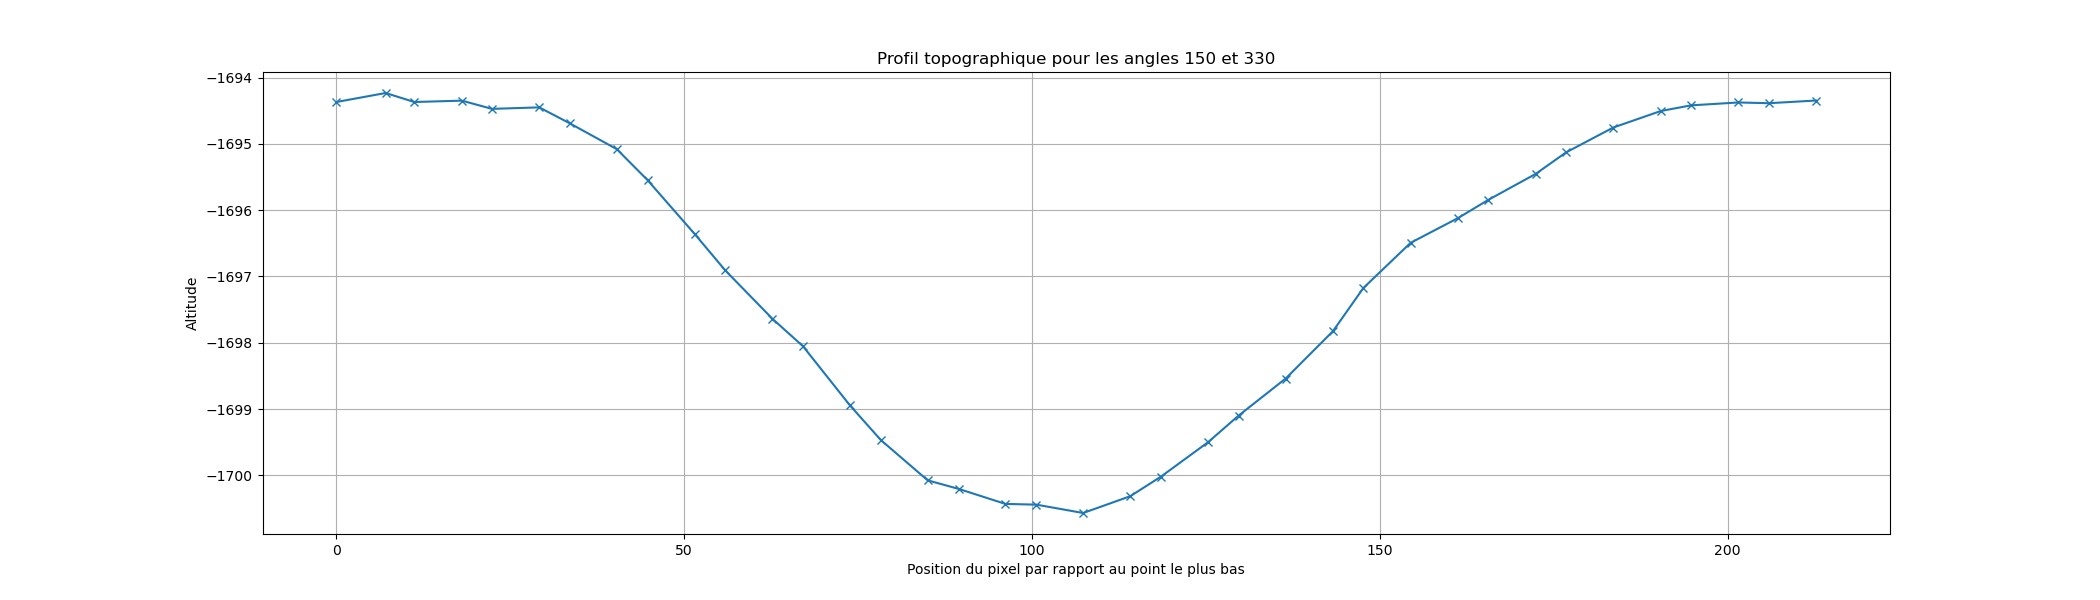 Profil topographique pour les angles 150 et 330
−1694
−1695
−1696
−1697
−1698
−1699
−1700
Altitude
0 50 100 150 200
Position du pixel par rapport au point le plus bas